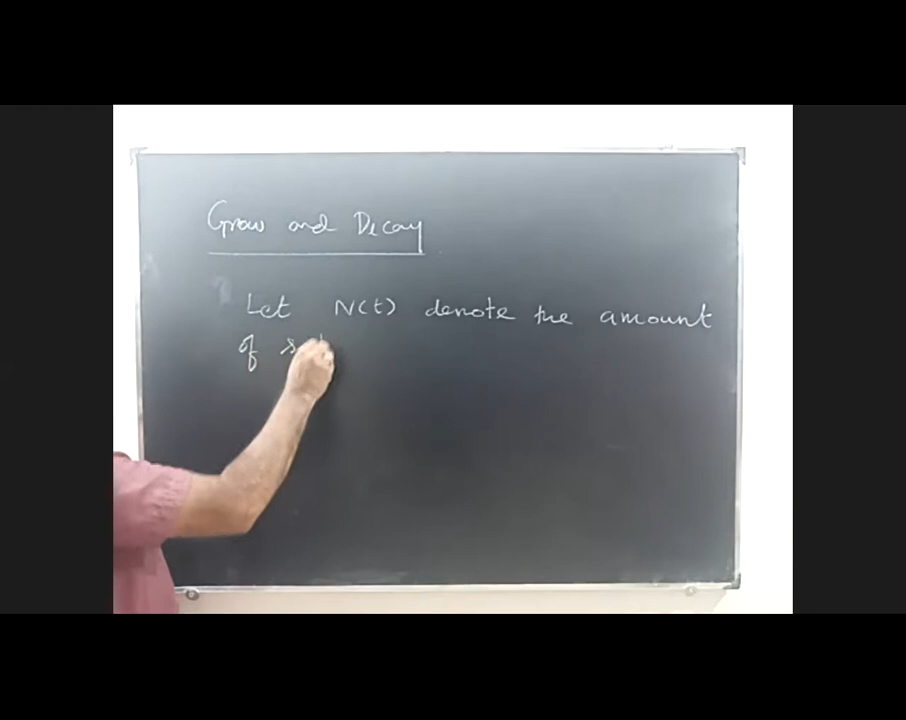 Grow and Decay
Let N(t) denote the amount
of